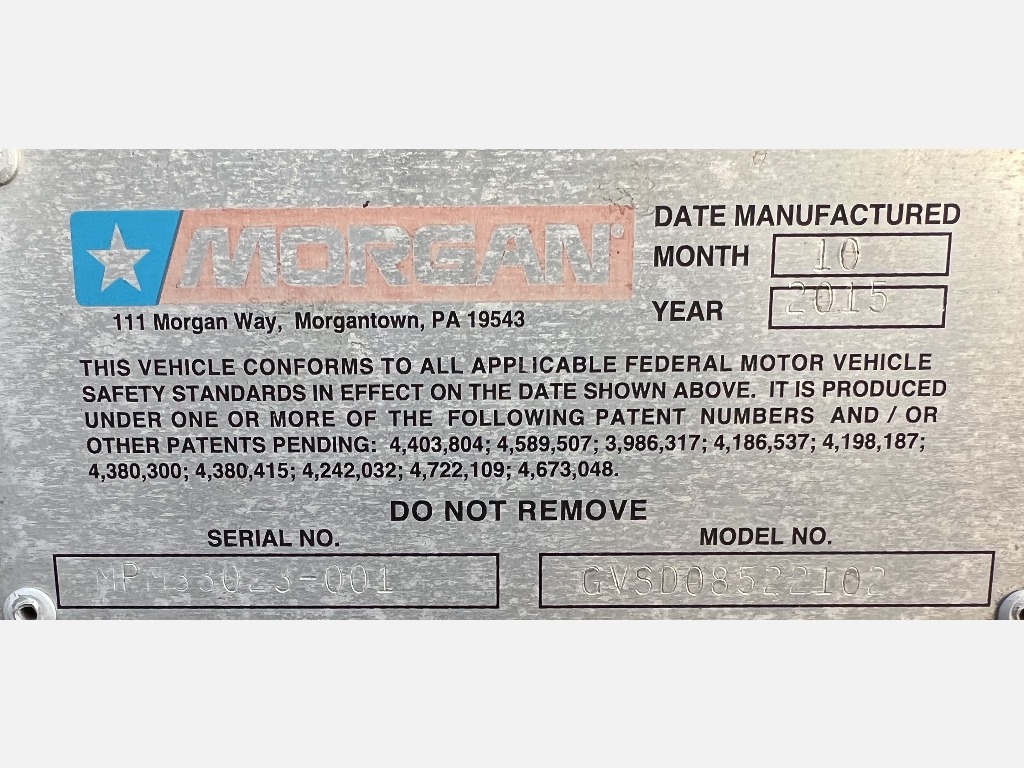 MORGAN®
111 Morgan Way, Morgantown, PA 19543
DATE MANUFACTURED
MONTH 10
YEAR 2015
THIS VEHICLE CONFORMS TO ALL APPLICABLE FEDERAL MOTOR VEHICLE
SAFETY STANDARDS IN EFFECT ON THE DATE SHOWN ABOVE. IT IS PRODUCED
UNDER ONE OR MORE OF THE FOLLOWING PATENT NUMBERS AND / OR
OTHER PATENTS PENDING: 4,403,804; 4,589,507; 3,986,317; 4,186,537; 4,198,187;
4,380,300; 4,380,415; 4,242,032; 4,722,109; 4,673,048.
DO NOT REMOVE
SERIAL NO. MODEL NO.
MPM33023-001 GVSD08522102